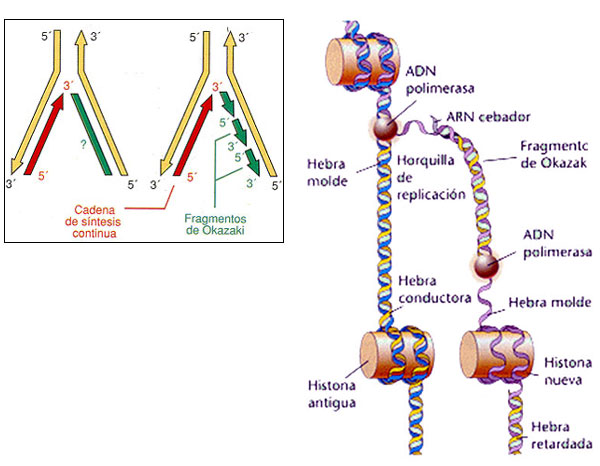 5´
3´
3´
?
3´
5´
5´
5´
3´
3´
5´
3´
5´
3´
3´
5´
5´
Cadena
de síntesis
continua
Fragmentos
de Okazaki
ADN
polimerasa
ARN cebador
Hebra
molde
Horquilla
de
replicación
Fragmentc
de Okazak
ADN
polimerasa
Hebra
conductora
Hebra molde
Histona
antigua
Histona
nueva
Hebra
retardada